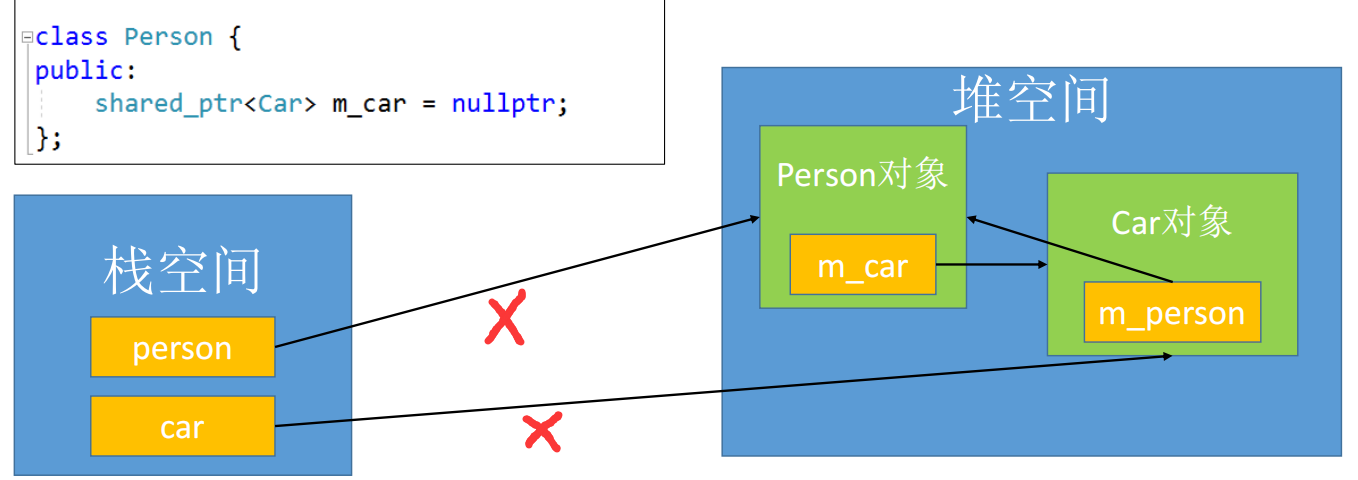 class Person {
public:
    shared_ptr<Car> m_car = nullptr;
};
堆空间
Person对象
m_car
Car对象
m_person
栈空间
person
car